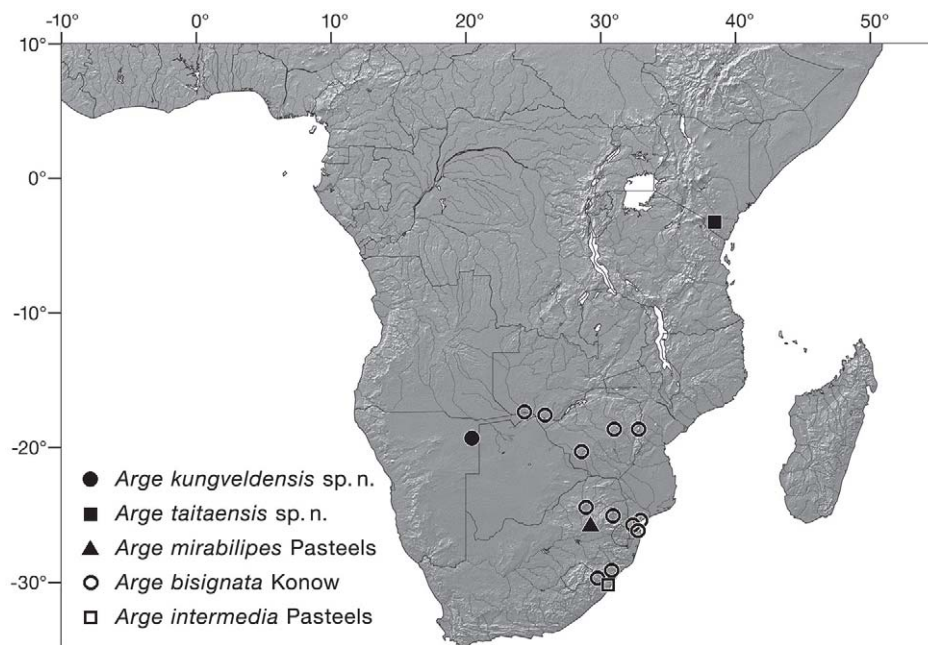 -10° 0° 10° 20° 30° 40° 50°
10°
0°
-10°
-20°
-30°
Arge kungveldensis sp. n.
Arge taitaensis sp. n.
Arge mirabilipes Pasteels
Arge bisignata Konow
Arge intermedia Pasteels